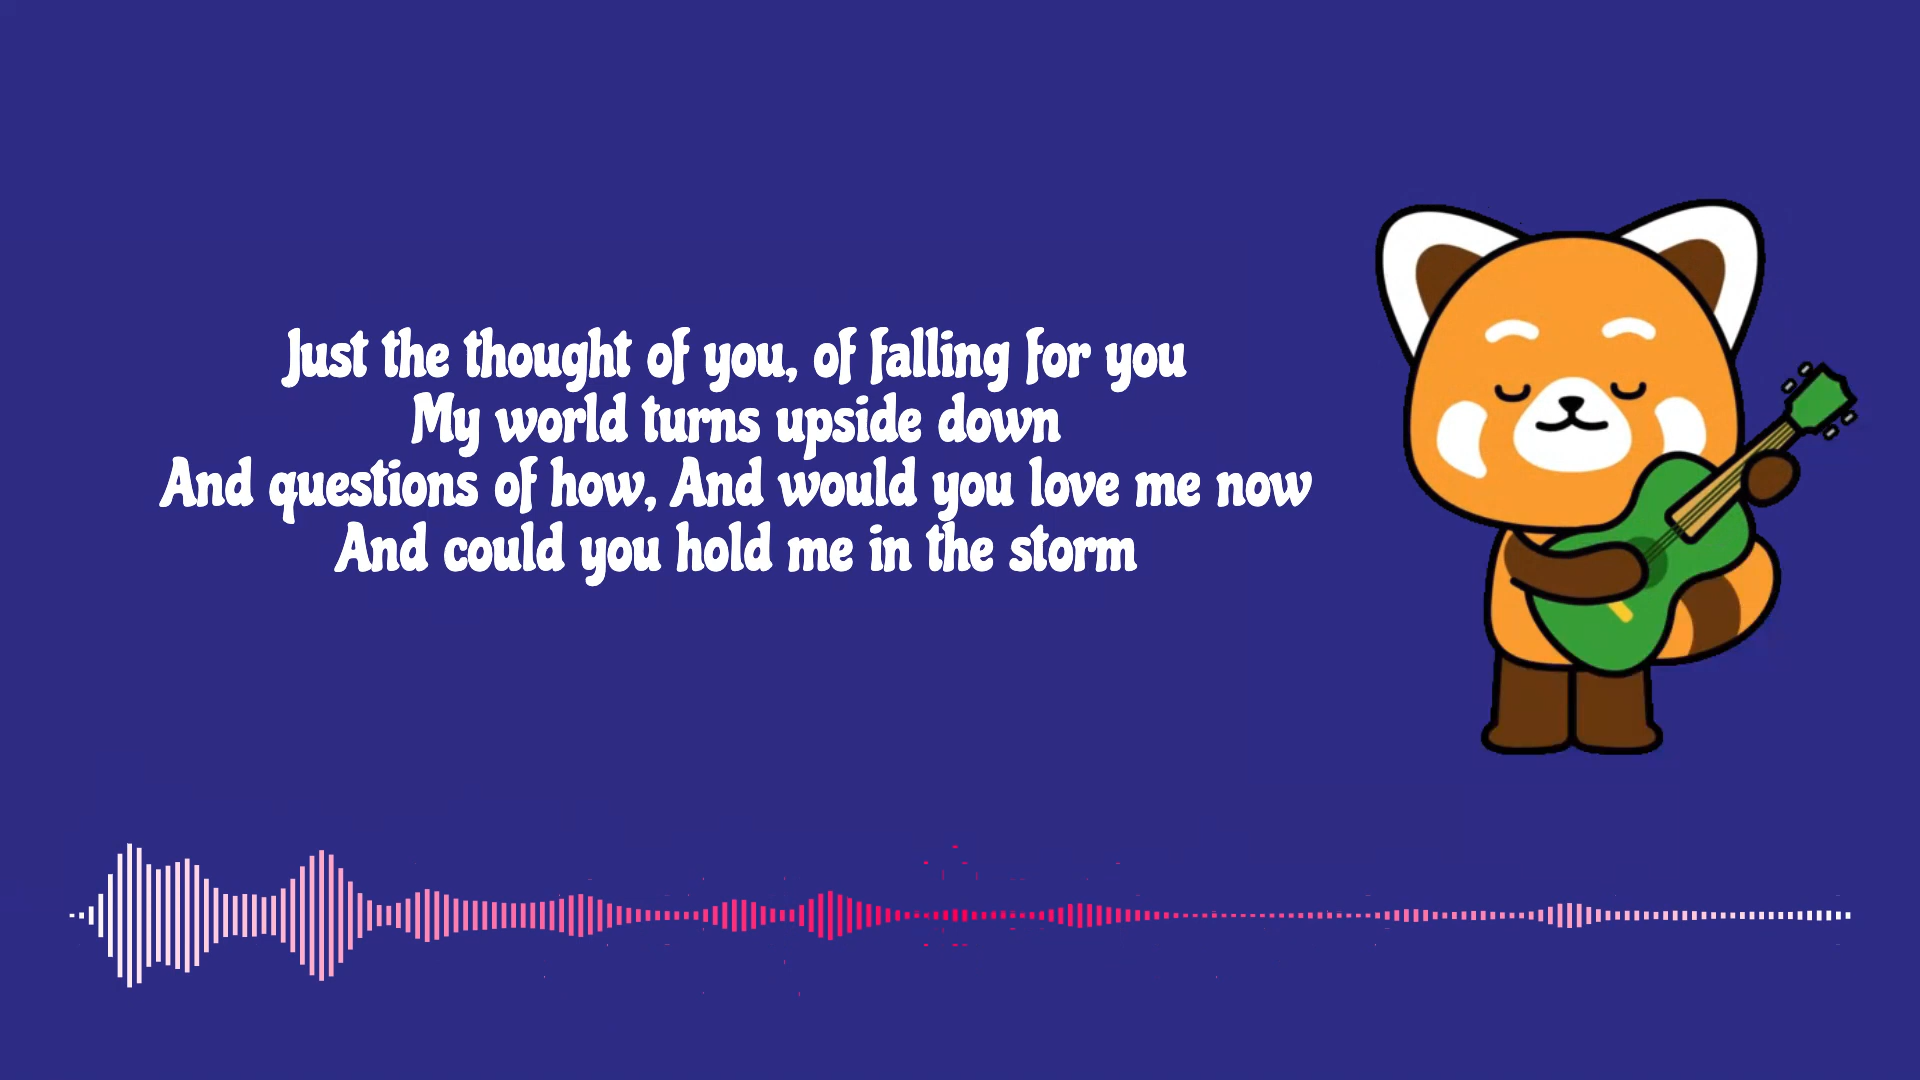 Just the thought of you, of falling for you
My world turns upside down
And questions of how, And would you love me now
And could you hold me in the storm